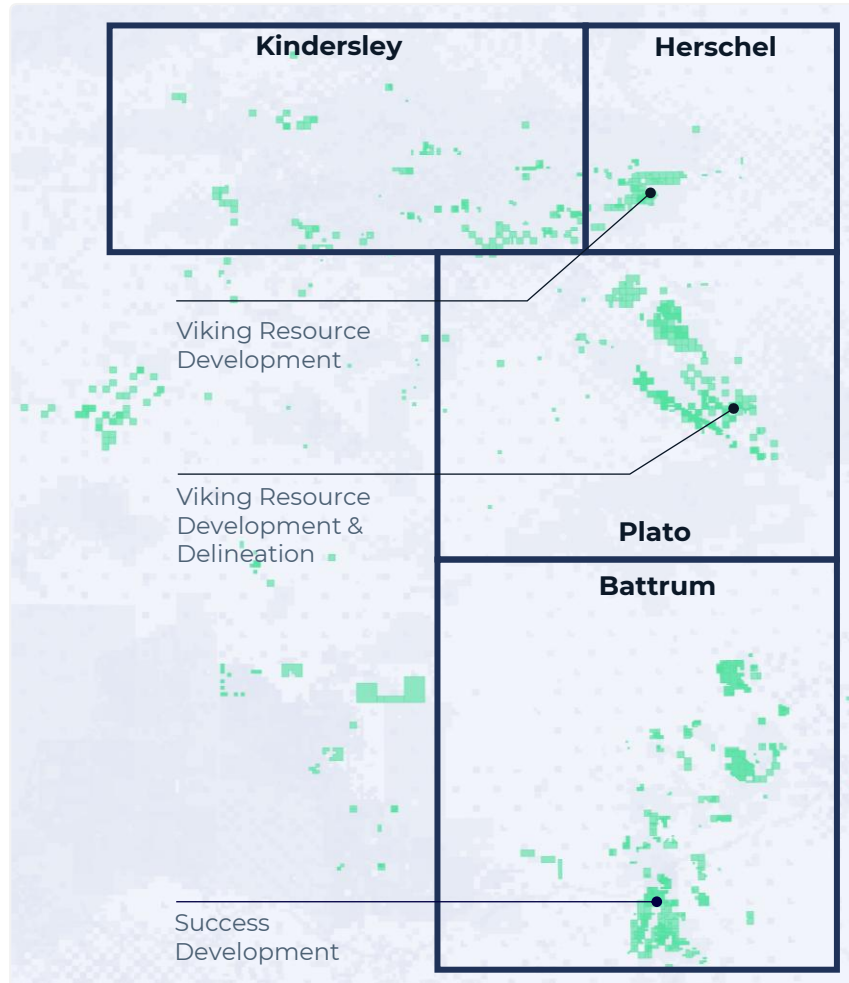 Kindersley
Herschel
Viking Resource
Development
Viking Resource
Development &
Delineation
Plato
Battrum
Success
Development